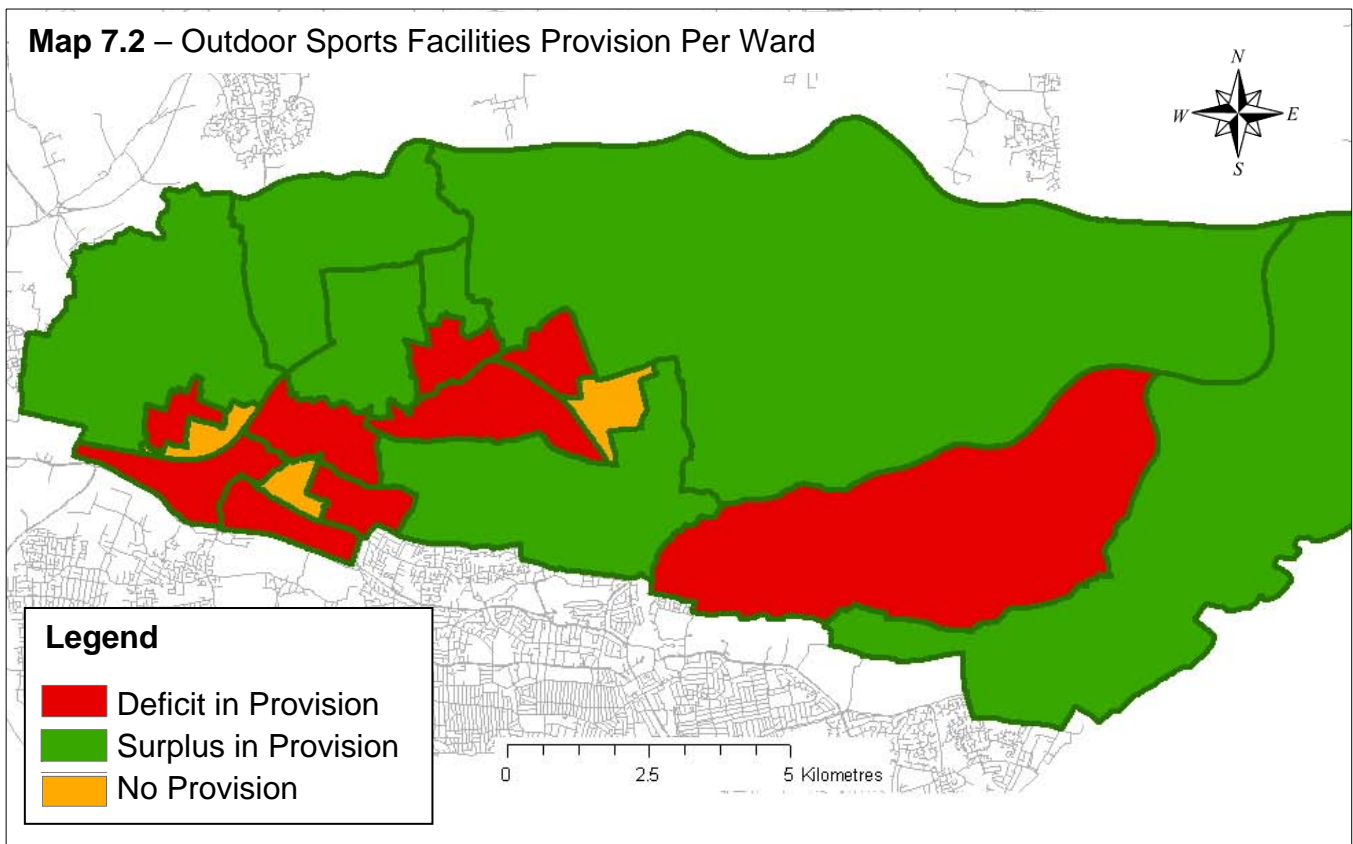 Map 7.2 – Outdoor Sports Facilities Provision Per Ward
N
W E
S
Legend
Deficit in Provision
Surplus in Provision
No Provision
0 2.5 5 Kilometres